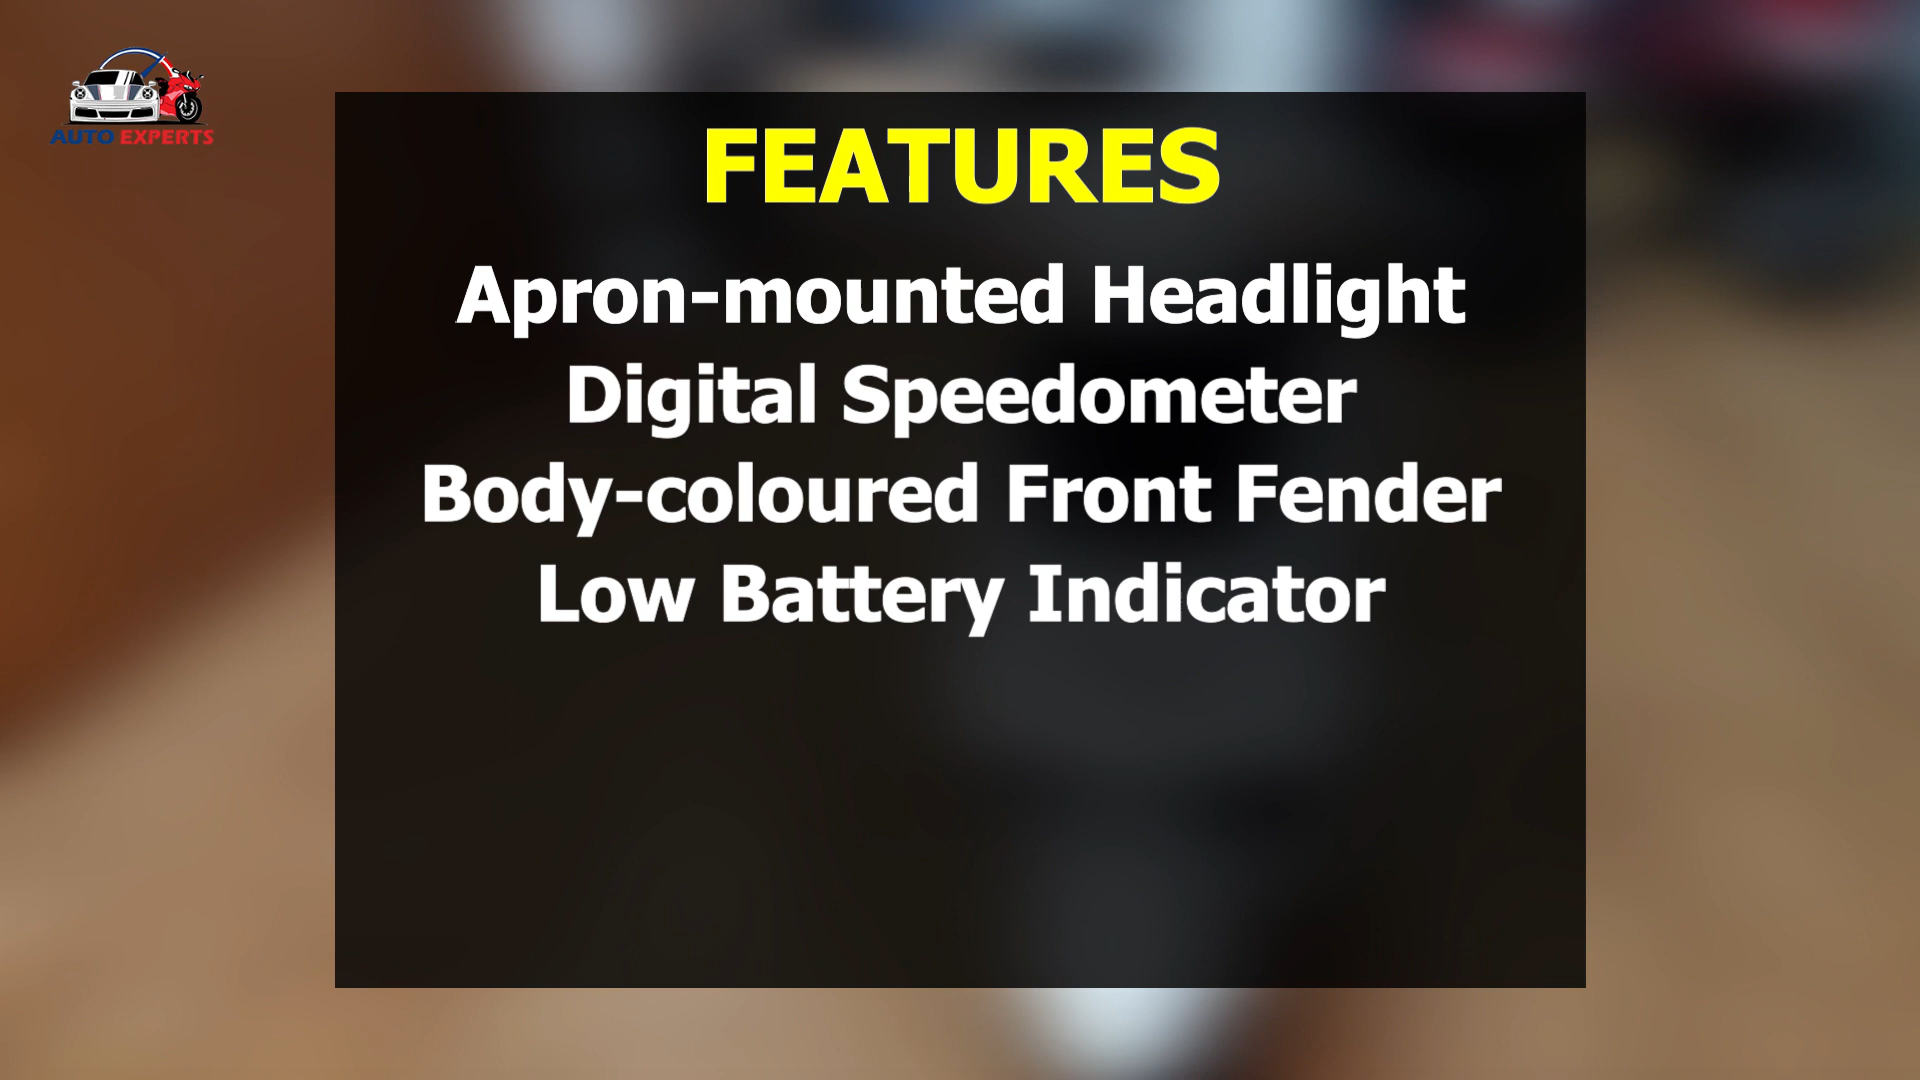 AUTO EXPERTS
FEATURES
Apron-mounted Headlight
Digital Speedometer
Body-coloured Front Fender
Low Battery Indicator